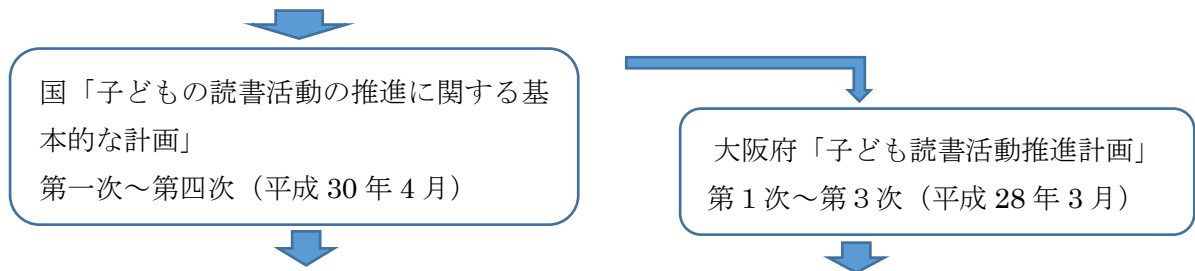 国「子どもの読書活動の推進に関する基
本的な計画」
第一次～第四次（平成 30 年 4 月）
大阪府「子ども読書活動推進計画」
第１次～第３次（平成 28 年 3 月）